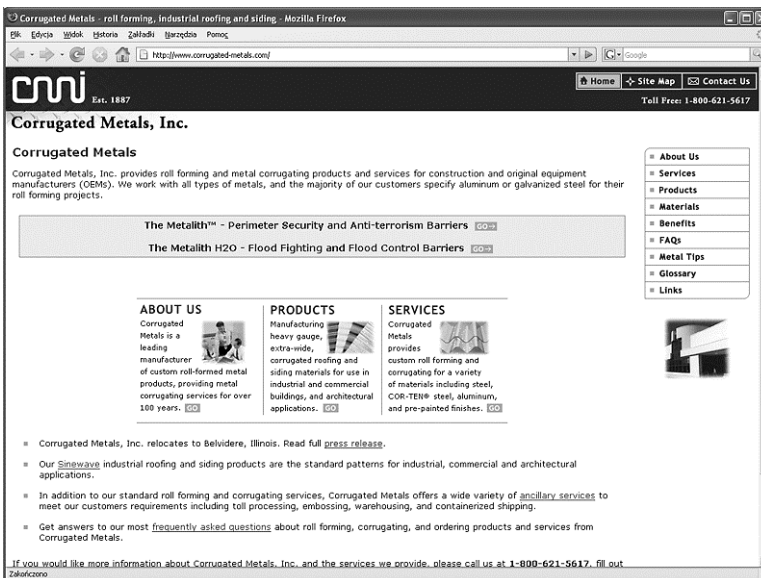 Corrugated Metals - roll forming, industrial roofing and siding - Mozilla Firefox
Plik Edycja Widok Historia Zakładki Narzędzia Pomoc
http://www.corrugated-metals.com/
Google
Home Site Map Contact Us
cmi Est. 1887
Toll Free: 1-800-621-5617
Corrugated Metals, Inc.
Corrugated Metals
Corrugated Metals, Inc. provides roll forming and metal corrugating products and services for construction and original equipment
manufacturers (OEMs). We work with all types of metals, and the majority of our customers specify aluminum or galvanized steel for their
roll forming projects.
The Metalith™ - Perimeter Security and Anti-terrorism Barriers GO
The Metalith H2O - Flood Fighting and Flood Control Barriers GO
About Us
Services
Products
Materials
Benefits
FAQs
Metal Tips
Glossary
Links
ABOUT US
Corrugated
Metals is a
leading
manufacturer
of custom roll-formed metal
products, providing metal
corrugating services for over
100 years. GO
PRODUCTS
Manufacturing
heavy gauge,
extra-wide,
corrugated roofing and
siding materials for use in
industrial and commercial
buildings, and architectural
applications. GO
SERVICES
Corrugated
Metals
provides
custom roll forming and
corrugating for a variety
of materials including steel,
COR-TEN® steel, aluminum,
and pre-painted finishes. GO
Corrugated Metals, Inc. relocates to Belvidere, Illinois. Read full press release.
Our Sinewave industrial roofing and siding products are the standard patterns for industrial, commercial and architectural
applications.
In addition to our standard roll forming and corrugating services, Corrugated Metals offers a wide variety of ancillary services to
meet our customers requirements including toll processing, embossing, warehousing, and containerized shipping.
Get answers to our most frequently asked questions about roll forming, corrugating, and ordering products and services from
Corrugated Metals.
If you would like more information about Corrugated Metals, Inc. and the services we provide, please call us at 1-800-621-5617, fill out
Zakończono